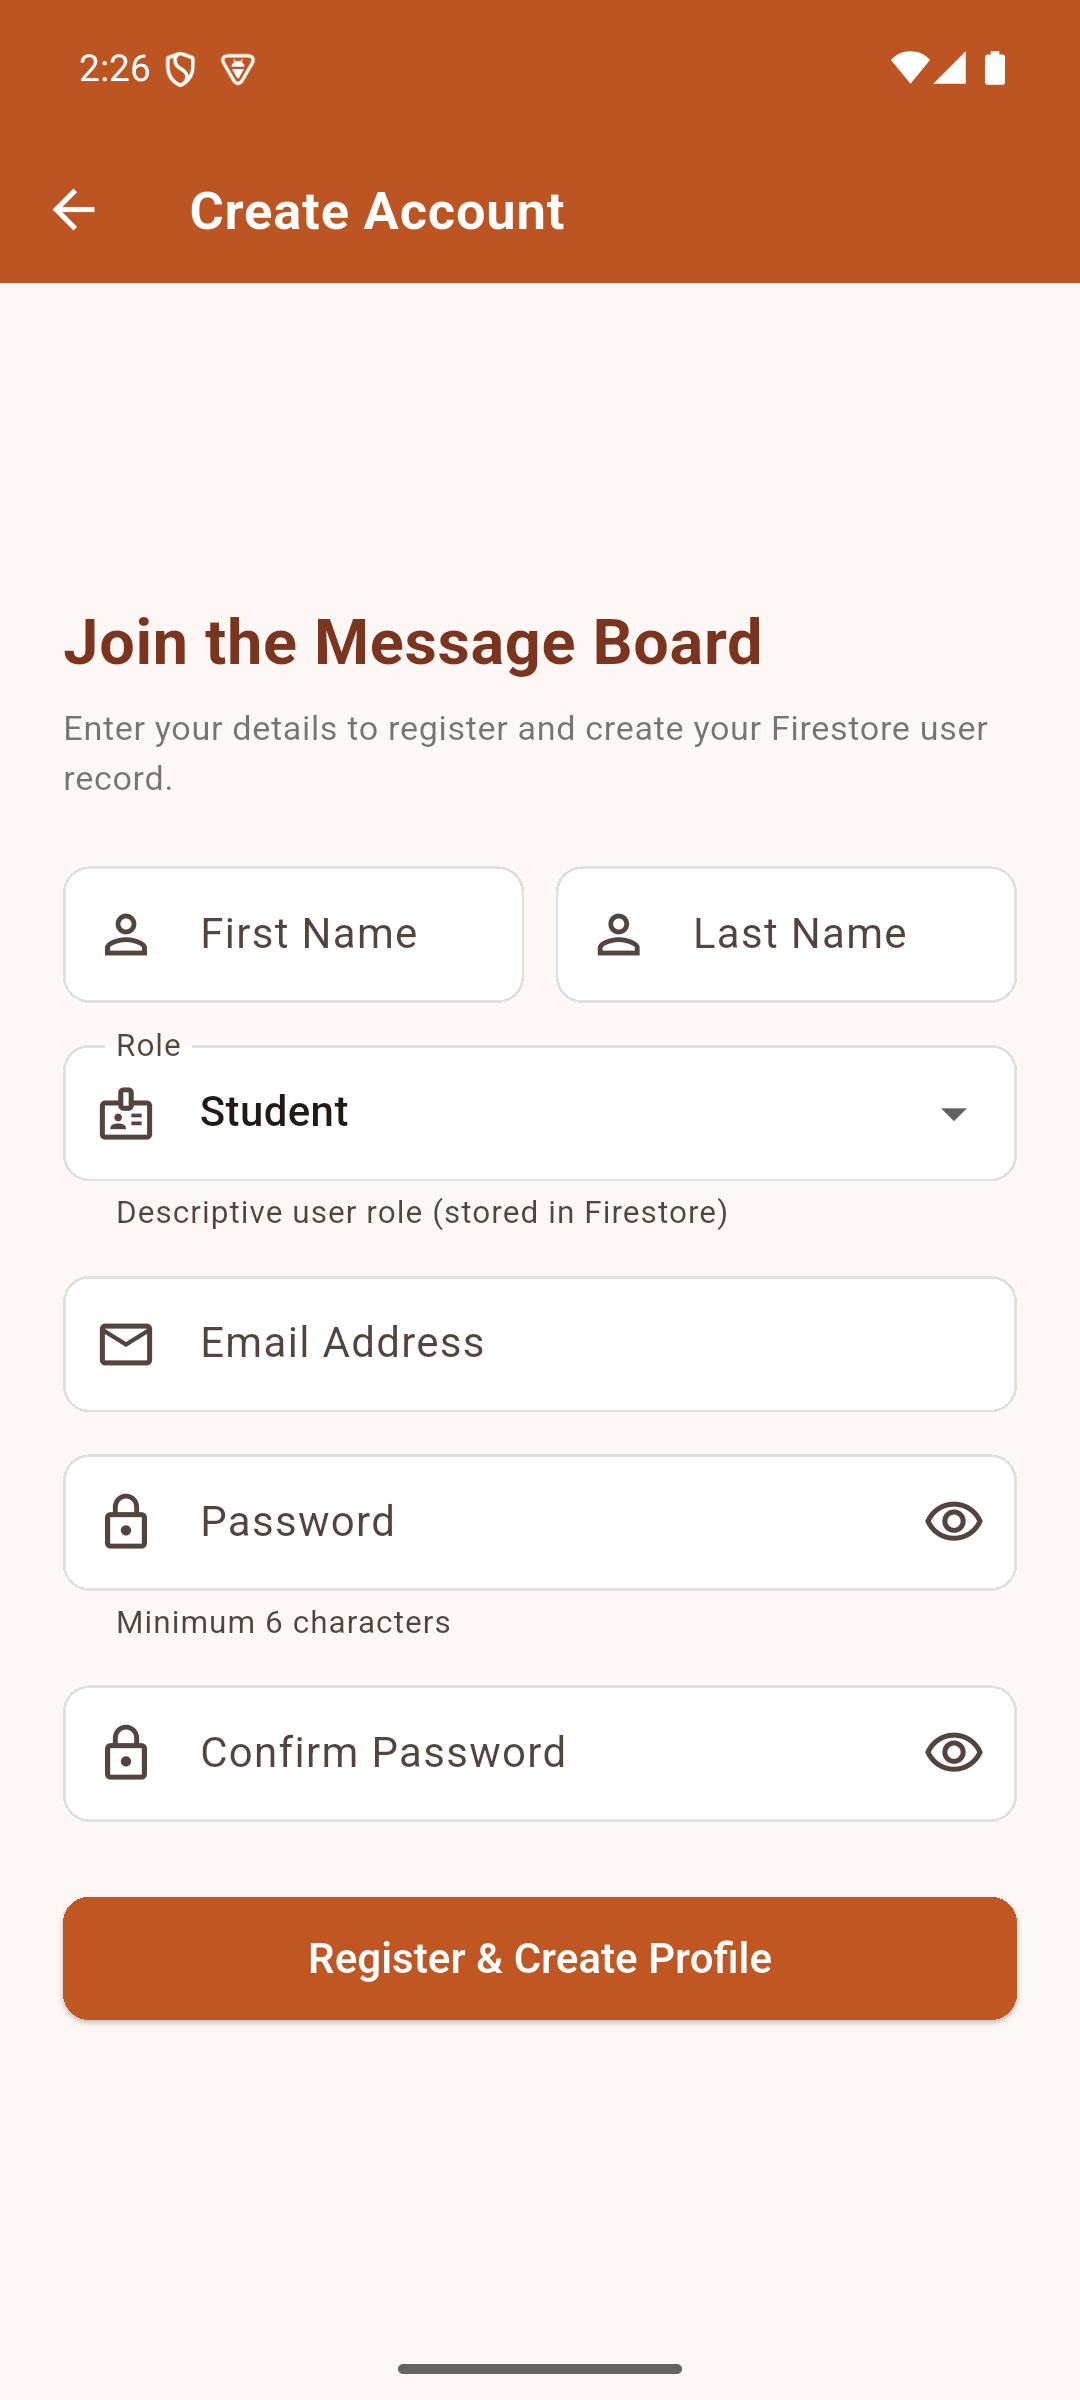 2:26
Create Account
Join the Message Board
Enter your details to register and create your Firestore user
record.
First Name
Last Name
Role
Student
Descriptive user role (stored in Firestore)
Email Address
Password
Minimum 6 characters
Confirm Password
Register & Create Profile